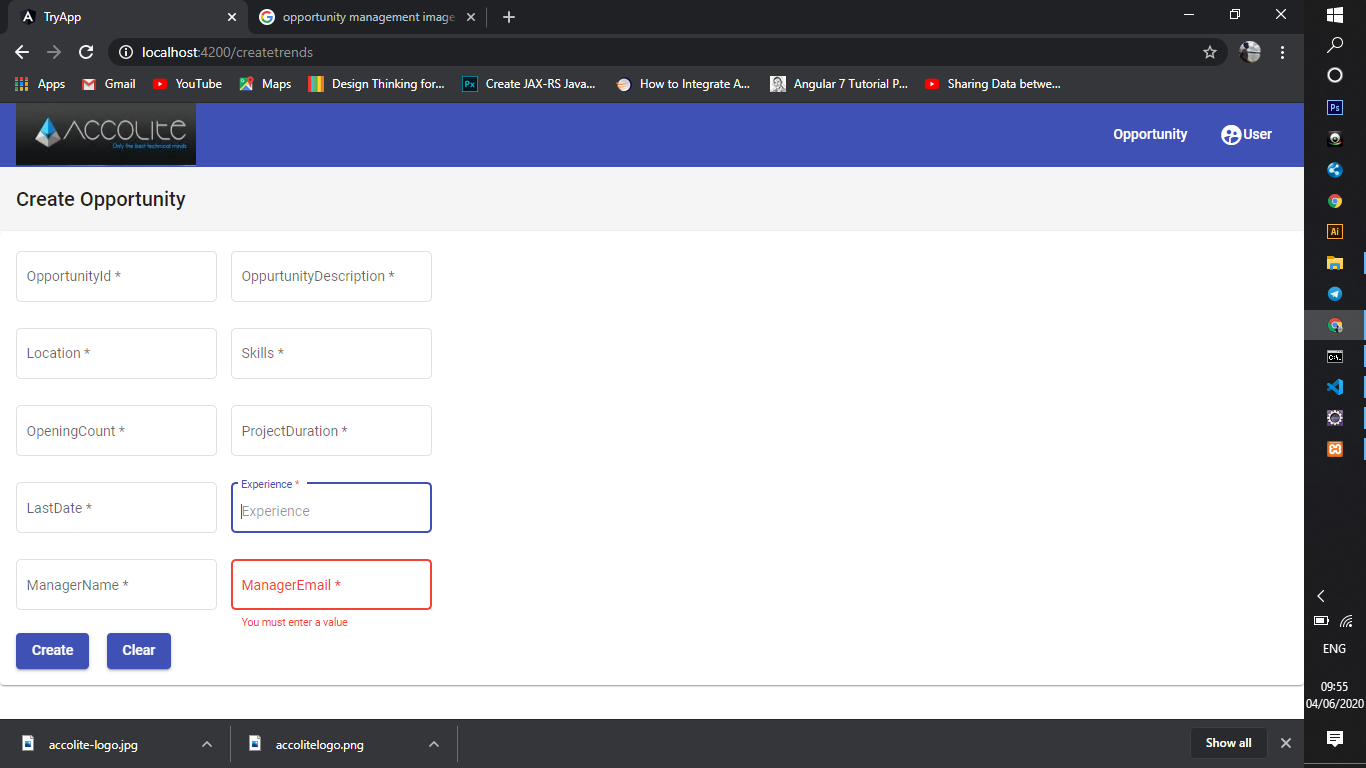 TryApp
opportunity management image
localhost:4200/createtrends
Apps Gmail YouTube Maps Design Thinking for... Create JAX-RS Java... How to Integrate A... Angular 7 Tutorial P... Sharing Data betwe...
ACCOLITE
Only the best technical minds
Opportunity User
Create Opportunity
OpportunityId * OppurtunityDescription *
Location * Skills *
OpeningCount * ProjectDuration *
Experience *
LastDate * Experience
ManagerName * ManagerEmail *
You must enter a value
Create Clear
accolite-logo.jpg accolitelogo.png Show all
Ps
Ai
ENG
09:55
04/06/2020